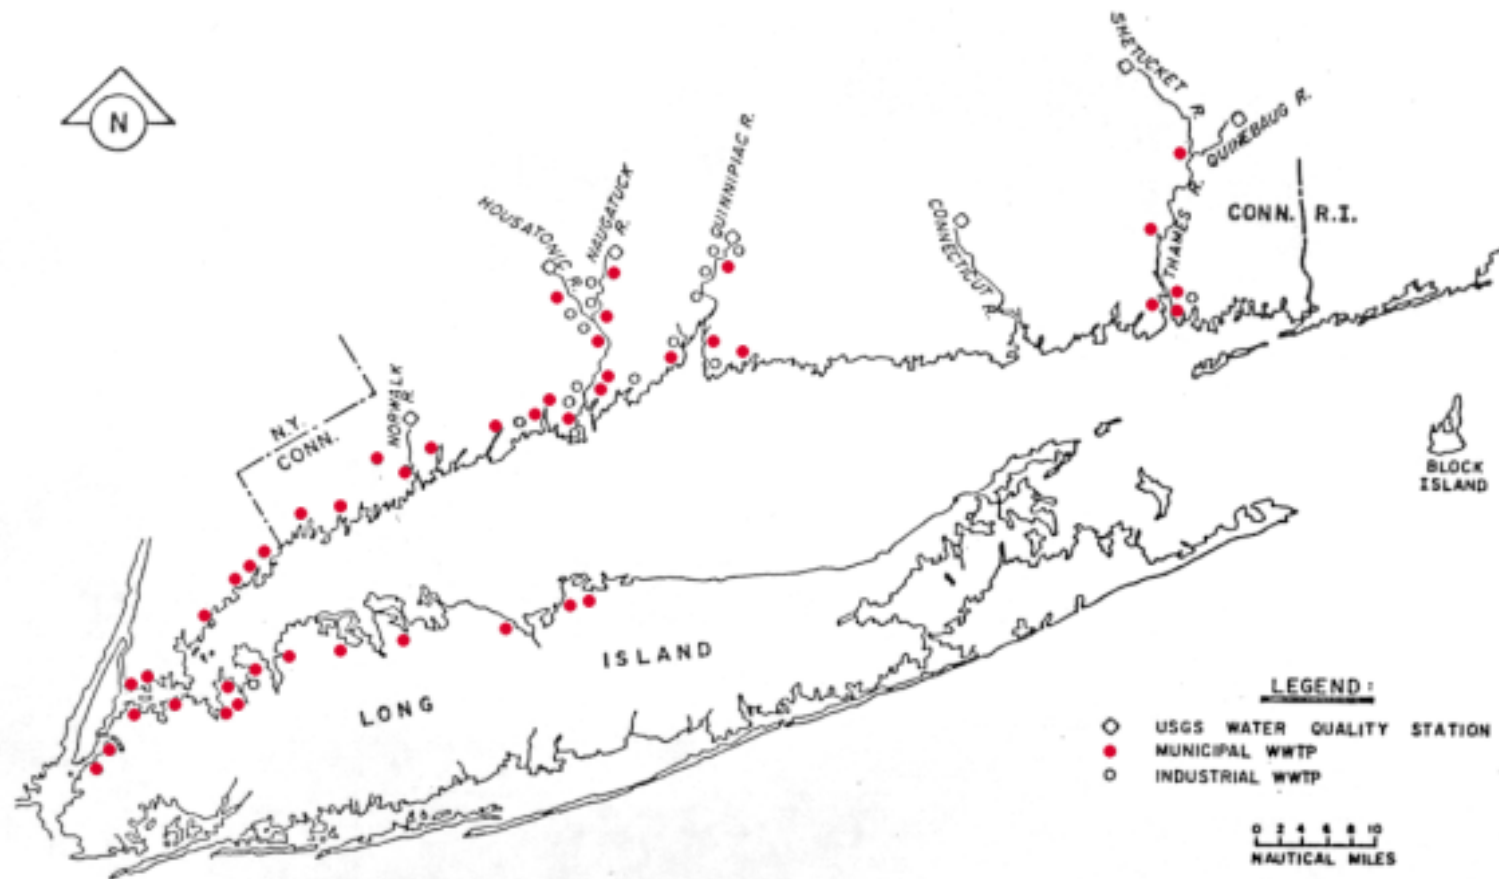 N
SHETUCKET R.
QUINEBAUG R.
THAMES R.
CONN.
R.I.
QUINNIPIAC R.
NAUGATUCK
R.
HOUSATONIC R.
CONNECTICUT R.
NORWALK
R.
N.Y.
CONN.
BLOCK
ISLAND
LONG ISLAND
LEGEND:
USGS WATER QUALITY STATION
MUNICIPAL WWTP
INDUSTRIAL WWTP
0 2 4 6 8 10
NAUTICAL MILES